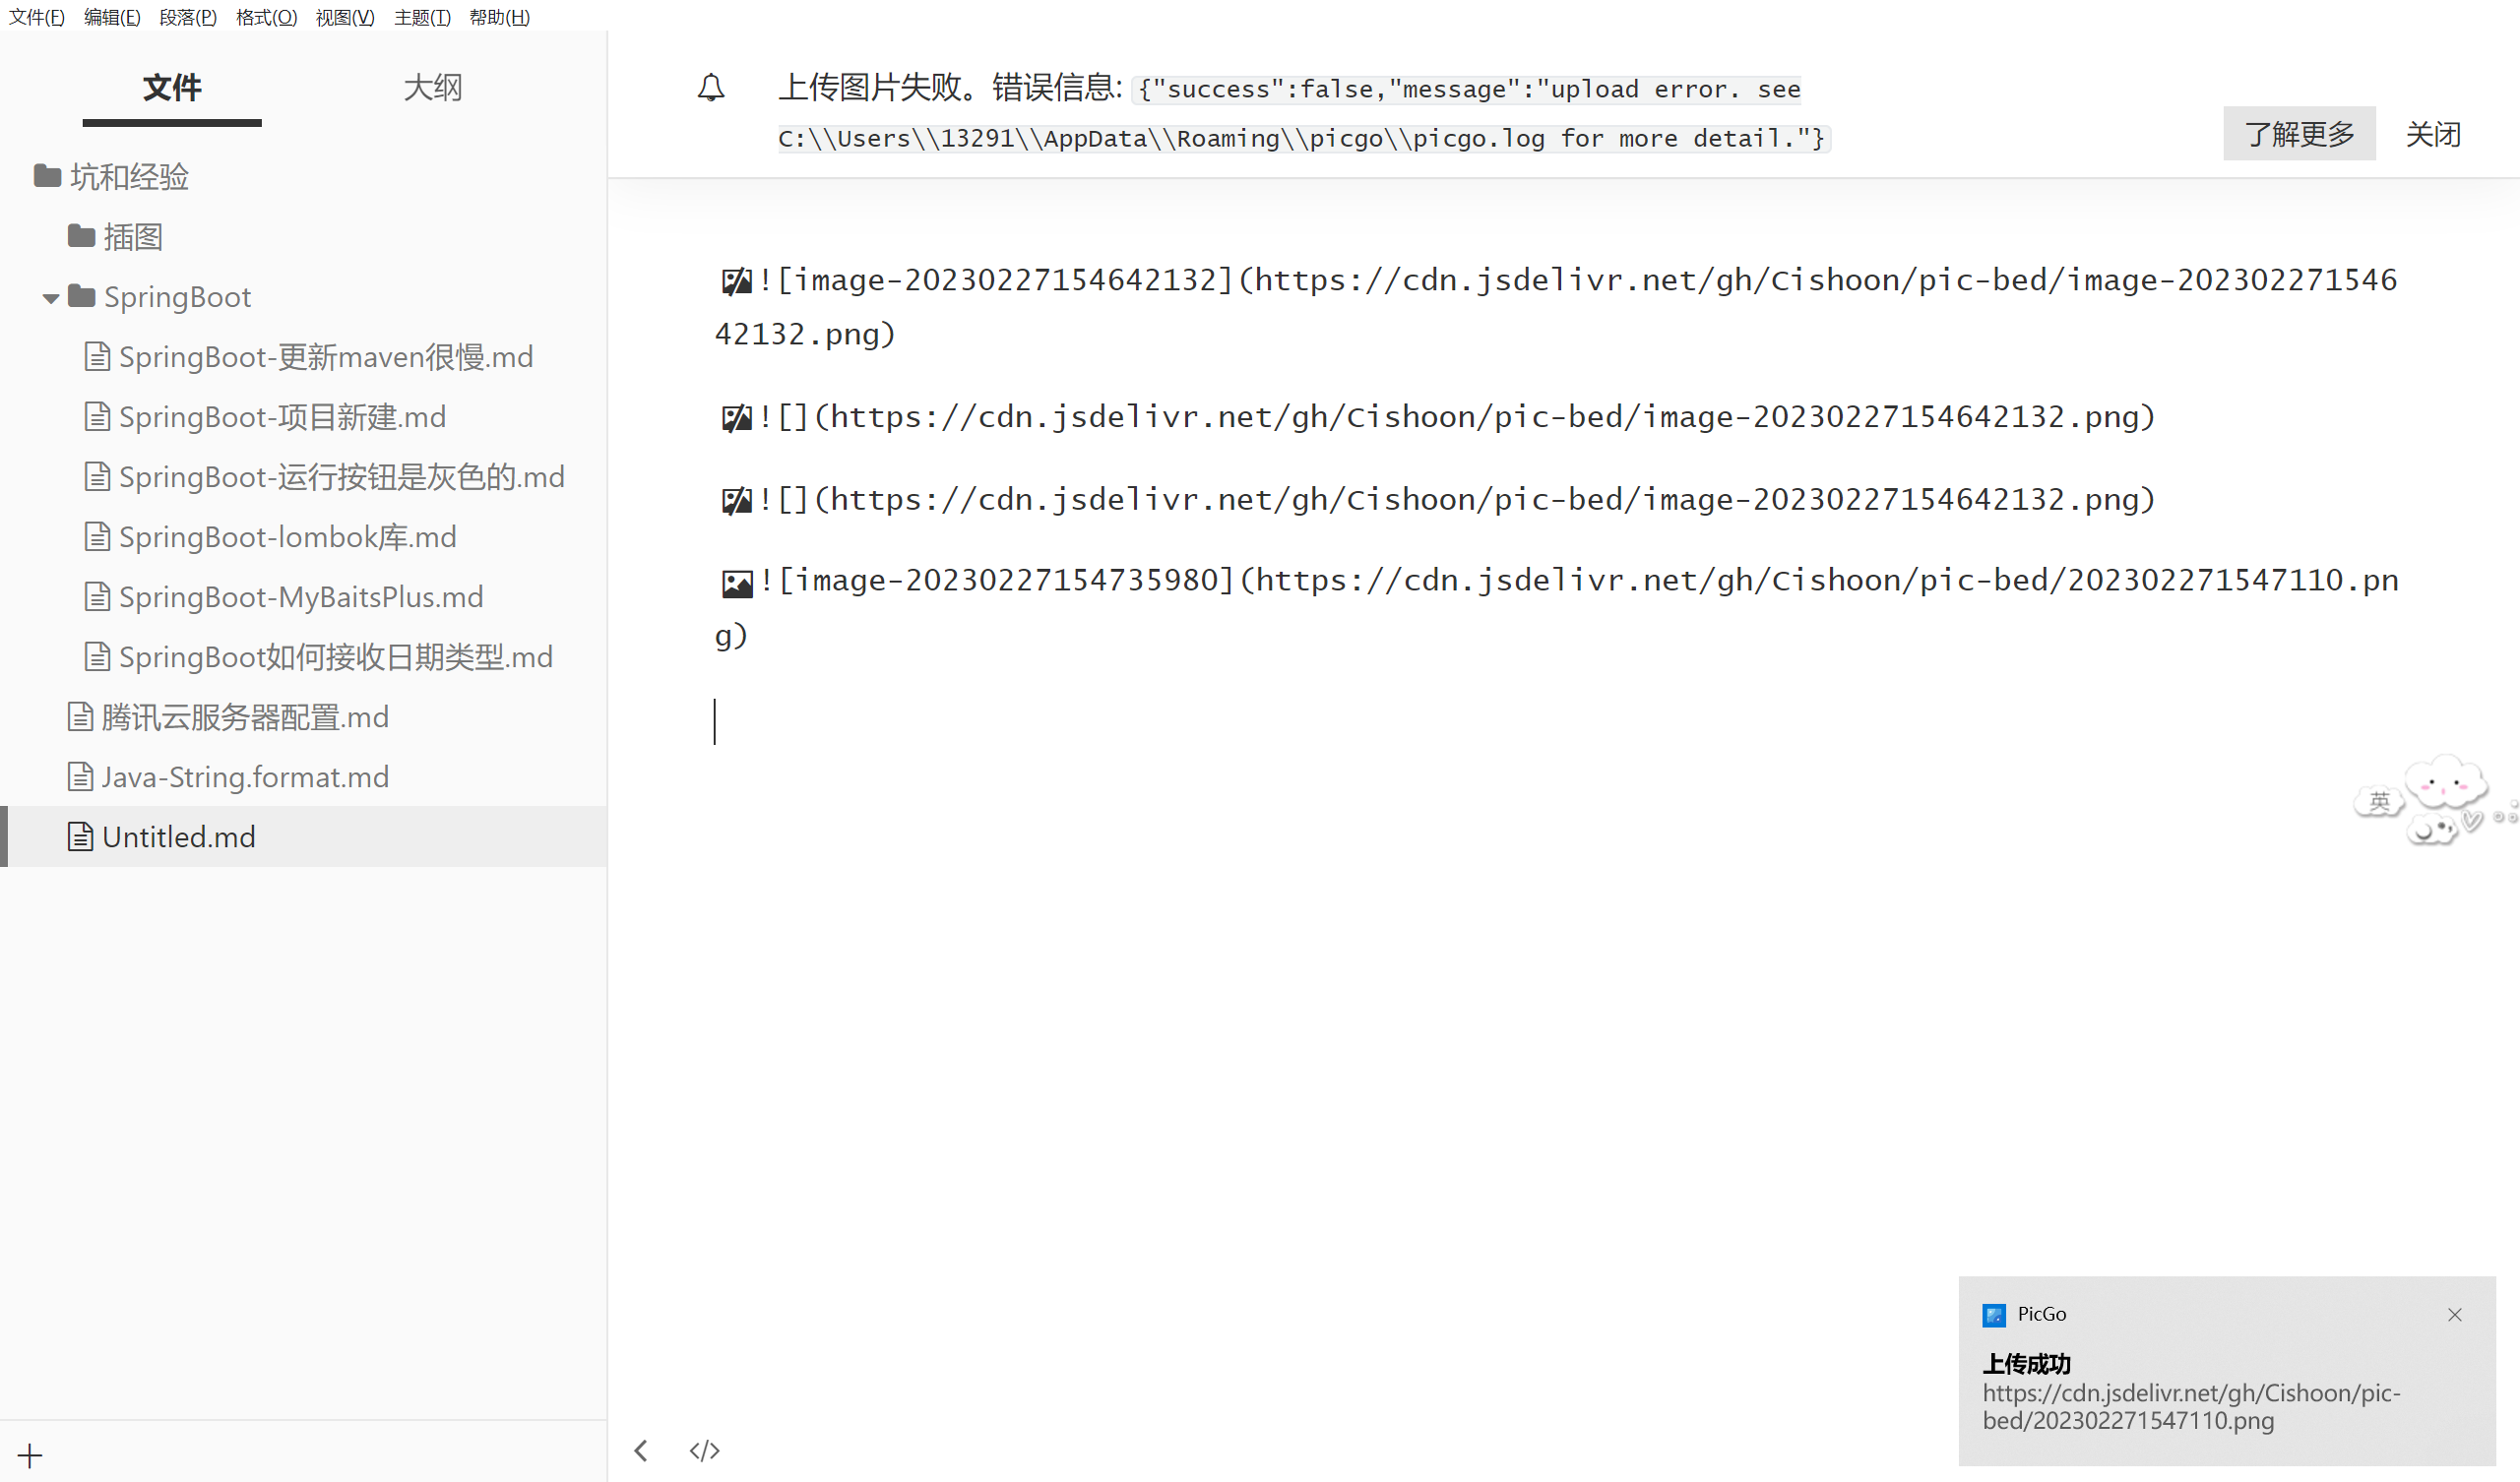 文件(F) 编辑(E) 段落(P) 格式(O) 视图(V) 主题(T) 帮助(H)
文件 大纲
坑和经验
插图
SpringBoot
SpringBoot-更新maven很慢.md
SpringBoot-项目新建.md
SpringBoot-运行按钮是灰色的.md
SpringBoot-lombok库.md
SpringBoot-MyBaitsPlus.md
SpringBoot如何接收日期类型.md
腾讯云服务器配置.md
Java-String.format.md
Untitled.md
上传图片失败。错误信息: {"success":false,"message":"upload error. see
C:\\Users\\13291\\AppData\\Roaming\\picgo\\picgo.log for more detail."}
了解更多 关闭
![image-20230227154642132](https://cdn.jsdelivr.net/gh/Cishoon/pic-bed/image-202302271546
42132.png)
![](https://cdn.jsdelivr.net/gh/Cishoon/pic-bed/image-20230227154642132.png)
![](https://cdn.jsdelivr.net/gh/Cishoon/pic-bed/image-20230227154642132.png)
![image-20230227154735980](https://cdn.jsdelivr.net/gh/Cishoon/pic-bed/202302271547110.pn
g)
英
PicGo
上传成功
https://cdn.jsdelivr.net/gh/Cishoon/pic-
bed/202302271547110.png